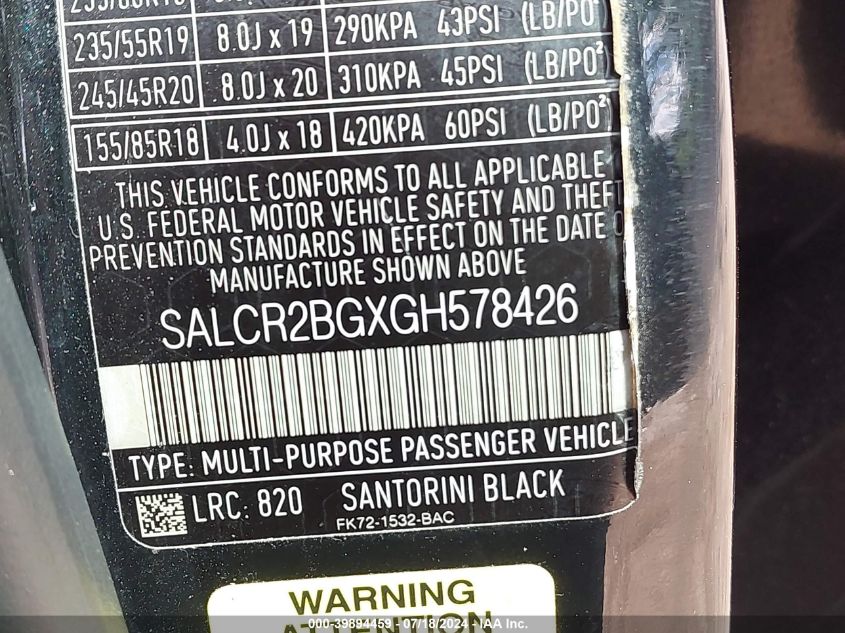 235/55R19 8.0J x 19 290KPA 43PSI (LB/PO²)
245/45R20 8.0J x 20 310KPA 45PSI (LB/PO²)
155/85R18 4.0J x 18 420KPA 60PSI (LB/PO²)
THIS VEHICLE CONFORMS TO ALL APPLICABLE
U.S. FEDERAL MOTOR VEHICLE SAFETY AND THEFT
PREVENTION STANDARDS IN EFFECT ON THE DATE O
MANUFACTURE SHOWN ABOVE
SALCR2BGXGH578426
TYPE: MULTI-PURPOSE PASSENGER VEHICLE
LRC: 820 SANTORINI BLACK
FK72-1532-BAC
WARNING
ATTENTION
000-39894459 - 07/18/2024 - IAA Inc.